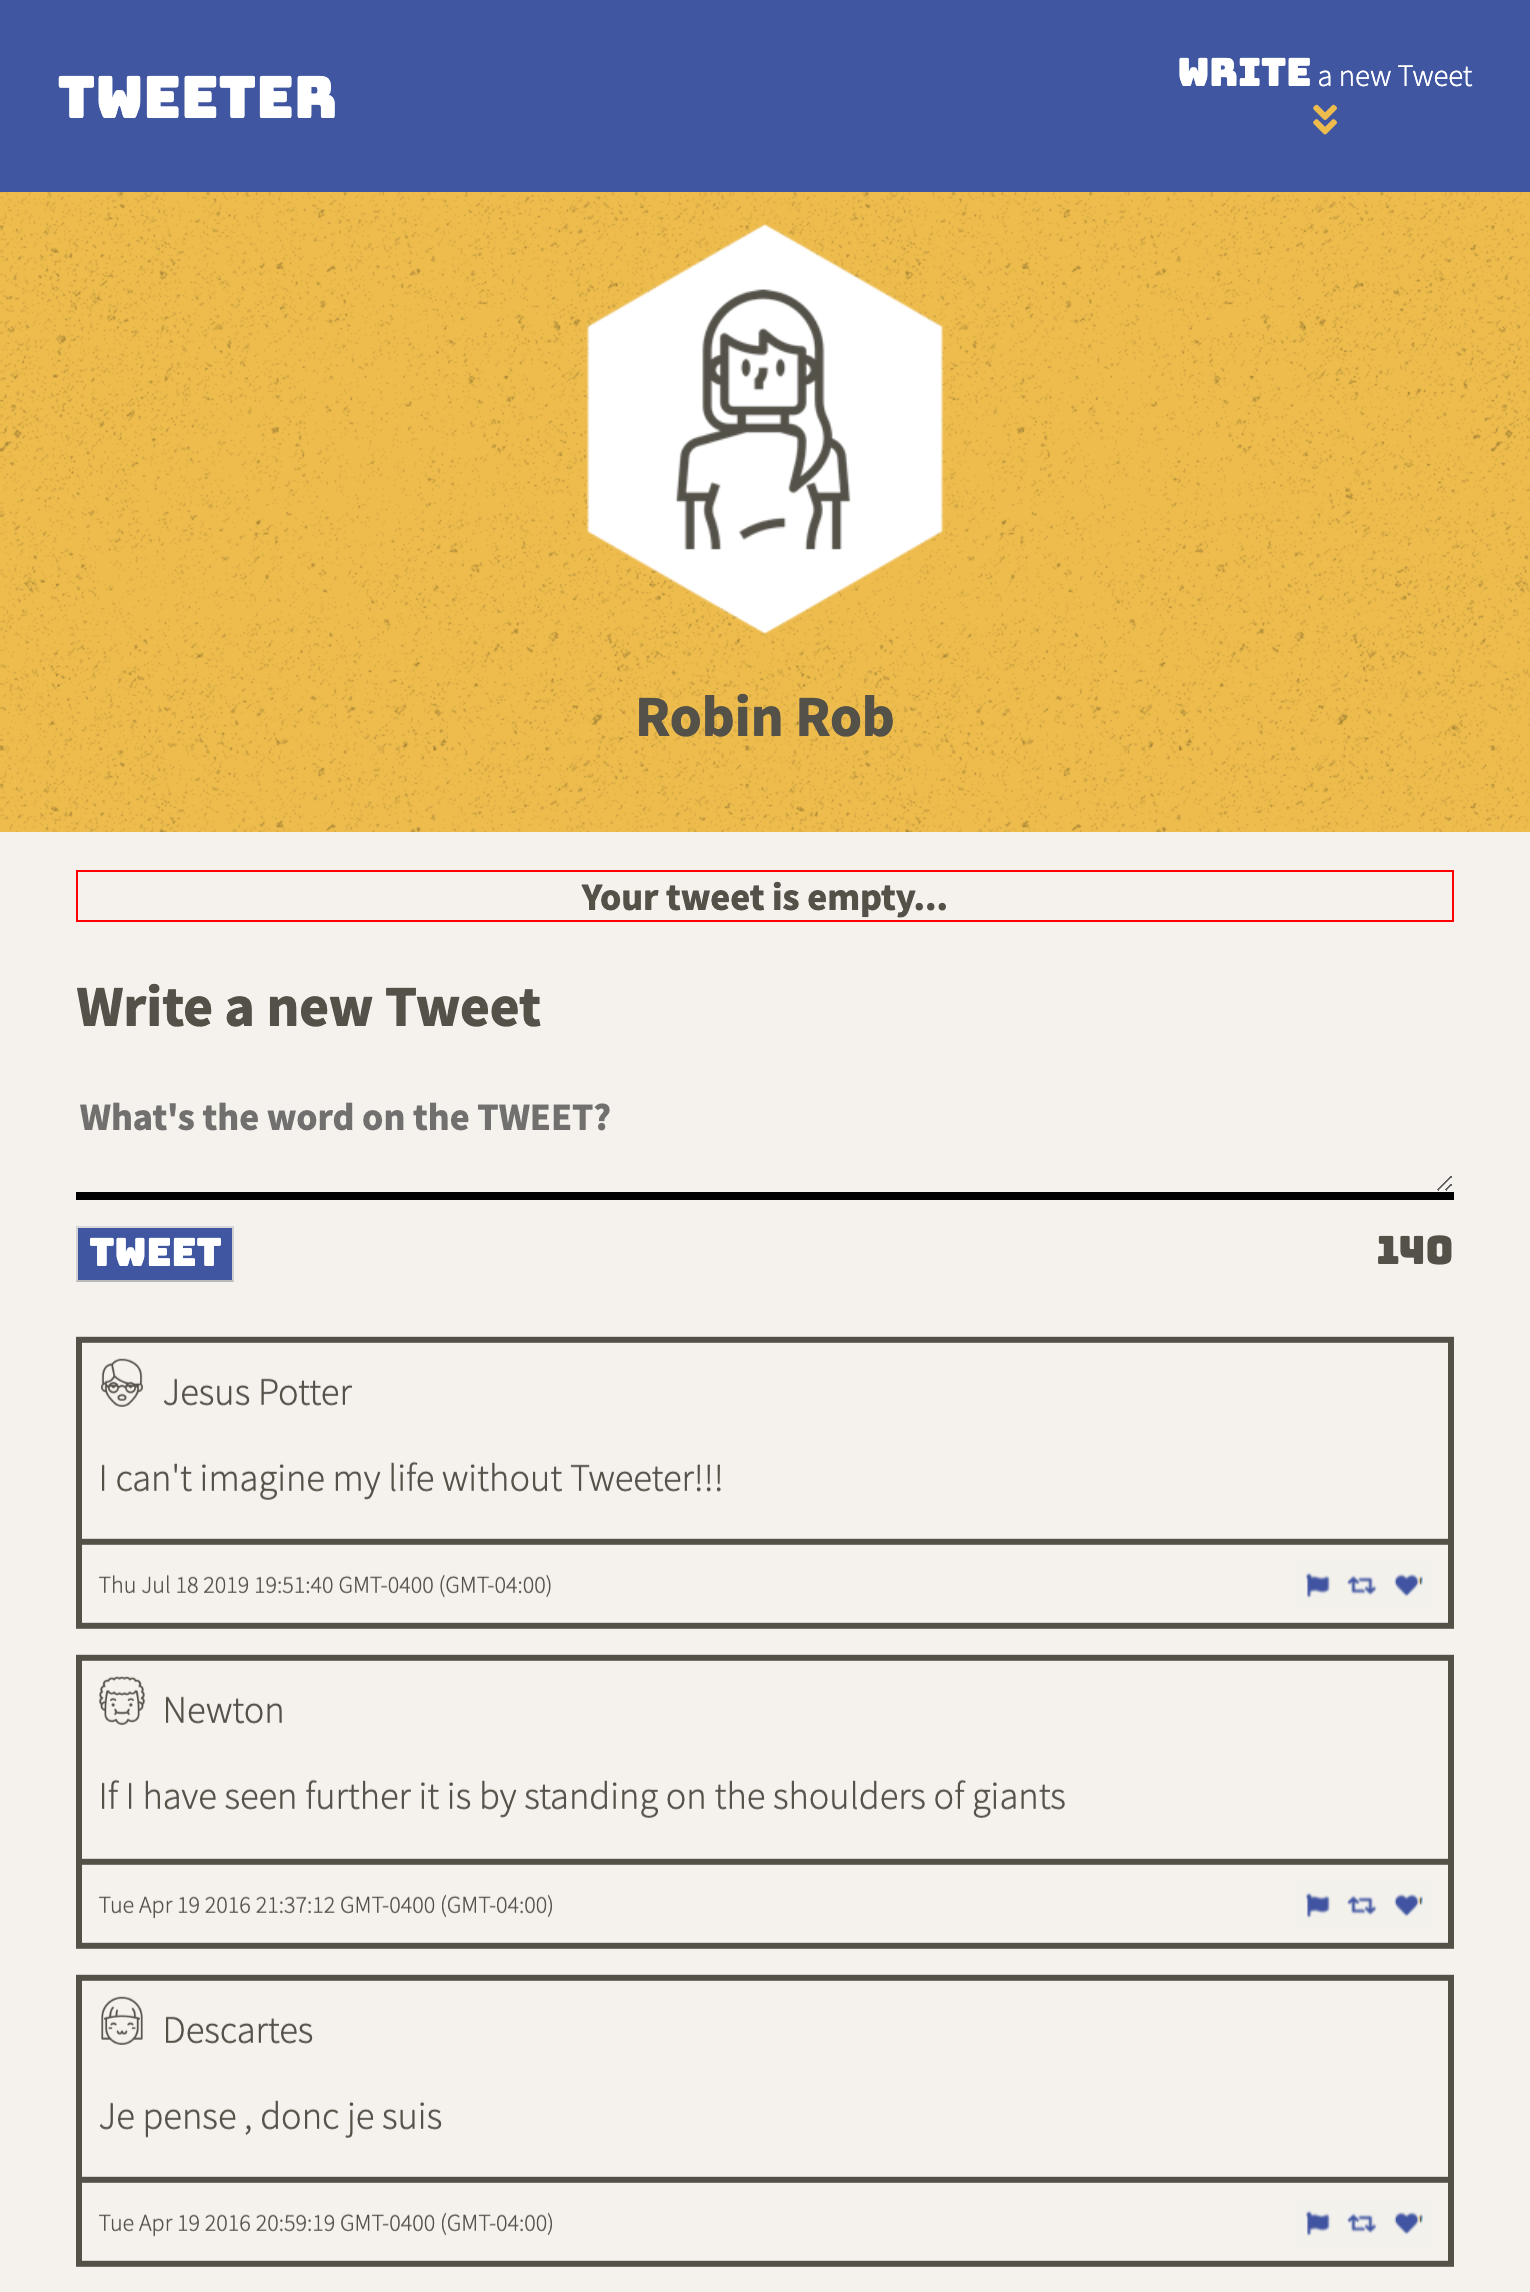 TWEETER
WRITE a new Tweet
Robin Rob
Your tweet is empty...
Write a new Tweet
What's the word on the TWEET?
TWEET
140
Jesus Potter
I can't imagine my life without Tweeter!!!
Thu Jul 18 2019 19:51:40 GMT-0400 (GMT-04:00)
Newton
If I have seen further it is by standing on the shoulders of giants
Tue Apr 19 2016 21:37:12 GMT-0400 (GMT-04:00)
Descartes
Je pense , donc je suis
Tue Apr 19 2016 20:59:19 GMT-0400 (GMT-04:00)